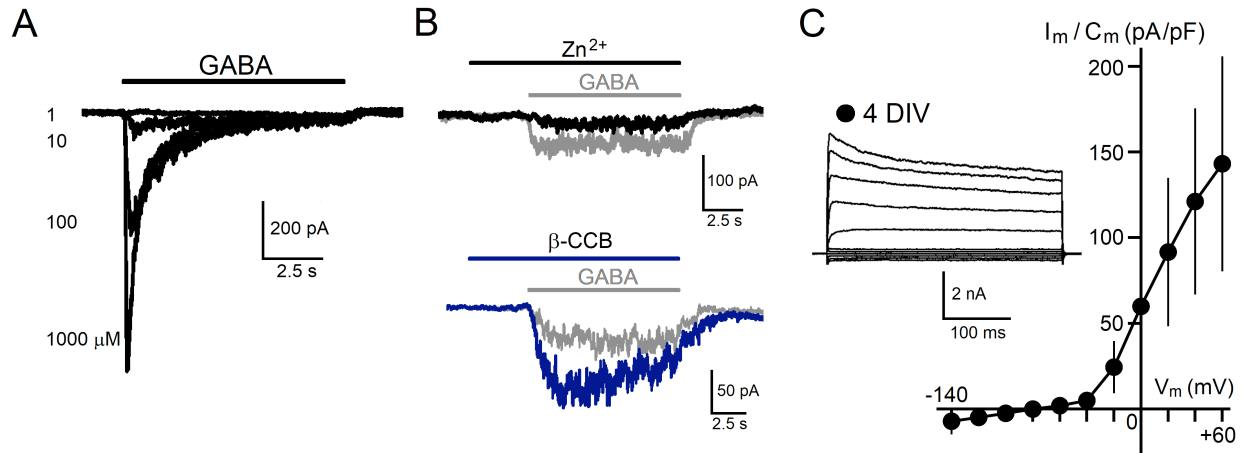 A
GABA
1
10
100
1000 μM
200 pA
2.5 s
B
Zn2+
GABA
100 pA
2.5 s
β-CCB
GABA
50 pA
2.5 s
C
Im / Cm (pA/pF)
200
150
100
50
4 DIV
2 nA
100 ms
-140
Vm (mV)
0
+60